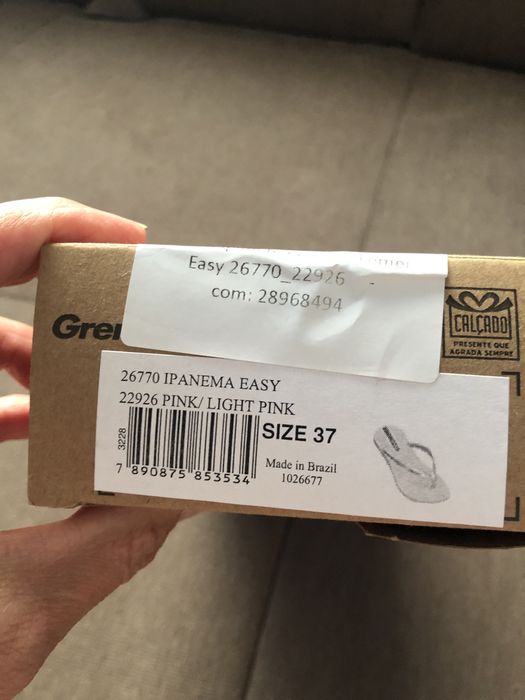 Easy 26770_22926
com: 28968494
Gre
CALÇADO
PRESENTE QUE
AGRADA SEMPRE
26770 IPANEMA EASY
22926 PINK/ LIGHT PINK
3228
SIZE 37
7 890875 853534
Made in Brazil
1026677